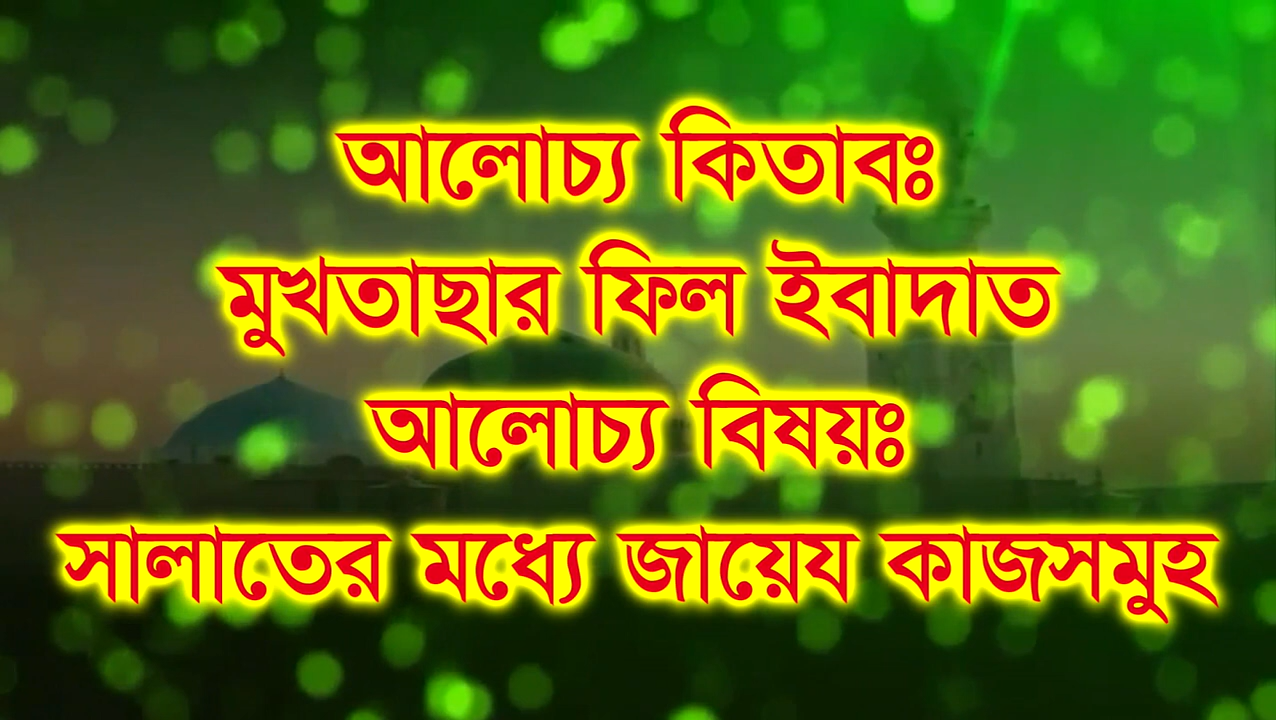 আলোচ্য কিতাবঃ
মুখতাছার ফিল ইবাদাত
আলোচ্য বিষয়ঃ
সালাতের মধ্যে জায়েয কাজসমুহ